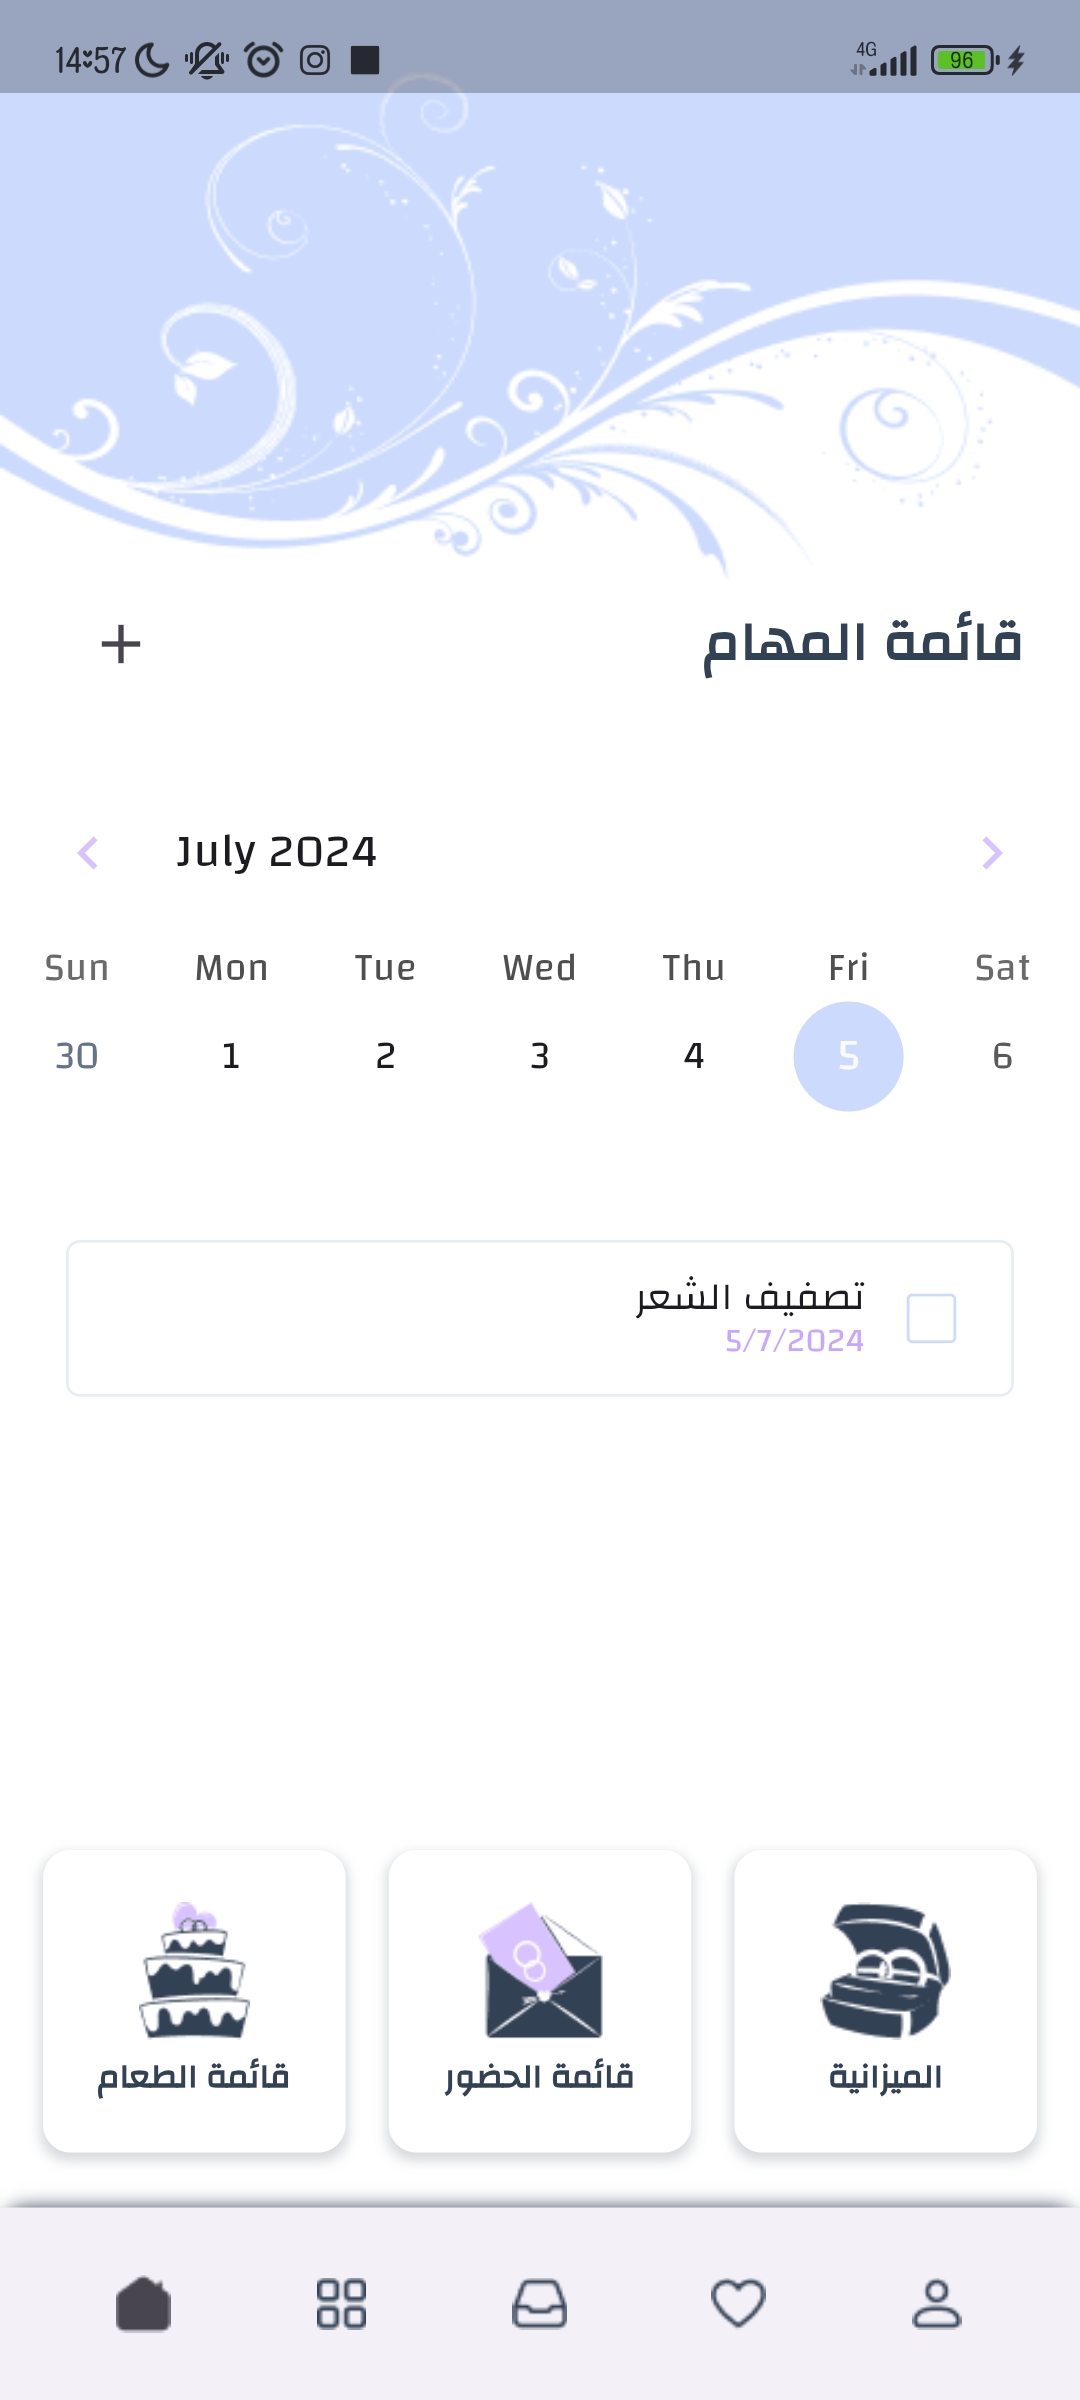 14:57
4G
96
قائمة المهام
July 2024
Sun Mon Tue Wed Thu Fri Sat
30 1 2 3 4 5 6
تصفيف الشعر
5/7/2024
الميزانية
قائمة الحضور
قائمة الطعام